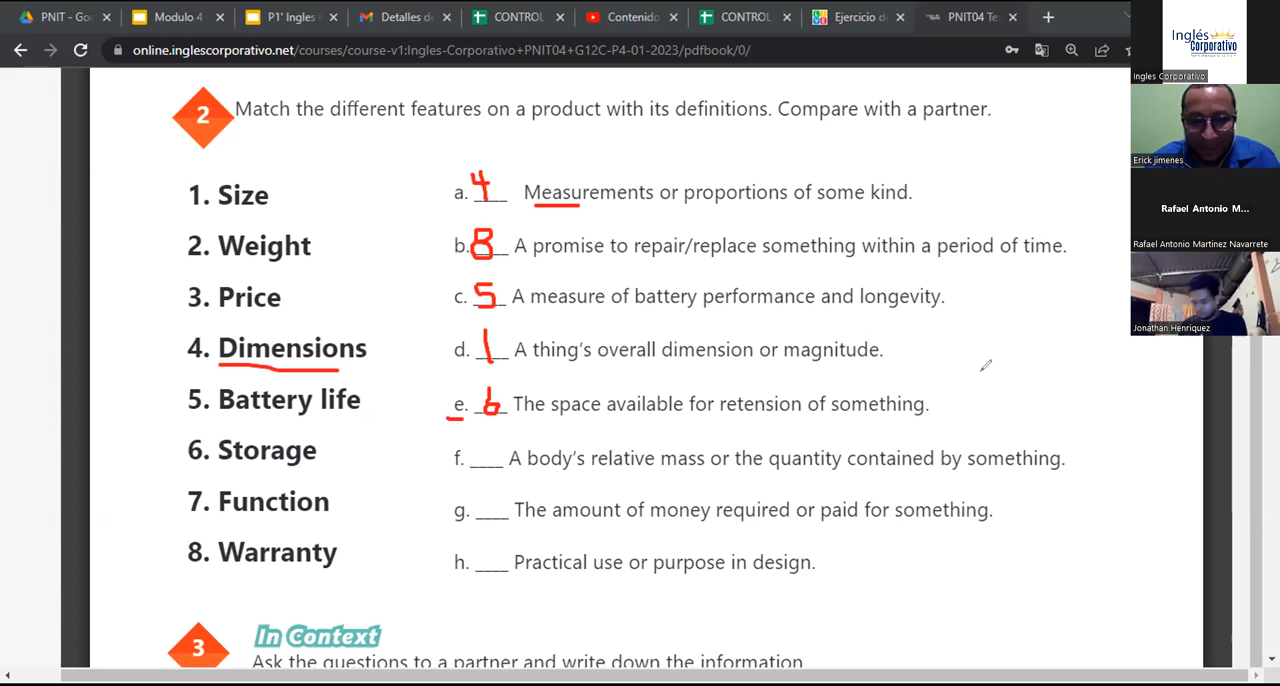 PNIT - Go
Modulo 4
P1' Ingles
Detalles de
CONTROL
Contenido
CONTROL
Ejercicio d
PNIT04 Te
online.inglescorporativo.net/courses/course-v1:Ingles-Corporativo+PNIT04+G12C-P4-01-2023/pdfbook/0/
Inglés
Corporativo
Ingles Corporativo
Erick jimenes
Rafael Antonio M...
Rafael Antonio Martinez Navarrete
Jonathan Henriquez
2 Match the different features on a product with its definitions. Compare with a partner.
1. Size
2. Weight
3. Price
4. Dimensions
5. Battery life
6. Storage
7. Function
8. Warranty
a. 4 Measurements or proportions of some kind.
b. 8 A promise to repair/replace something within a period of time.
c. 5 A measure of battery performance and longevity.
d. 1 A thing's overall dimension or magnitude.
e. 6 The space available for retension of something.
f. ____ A body's relative mass or the quantity contained by something.
g. ____ The amount of money required or paid for something.
h. ____ Practical use or purpose in design.
3 In Context
Ask the questions to a partner and write down the information